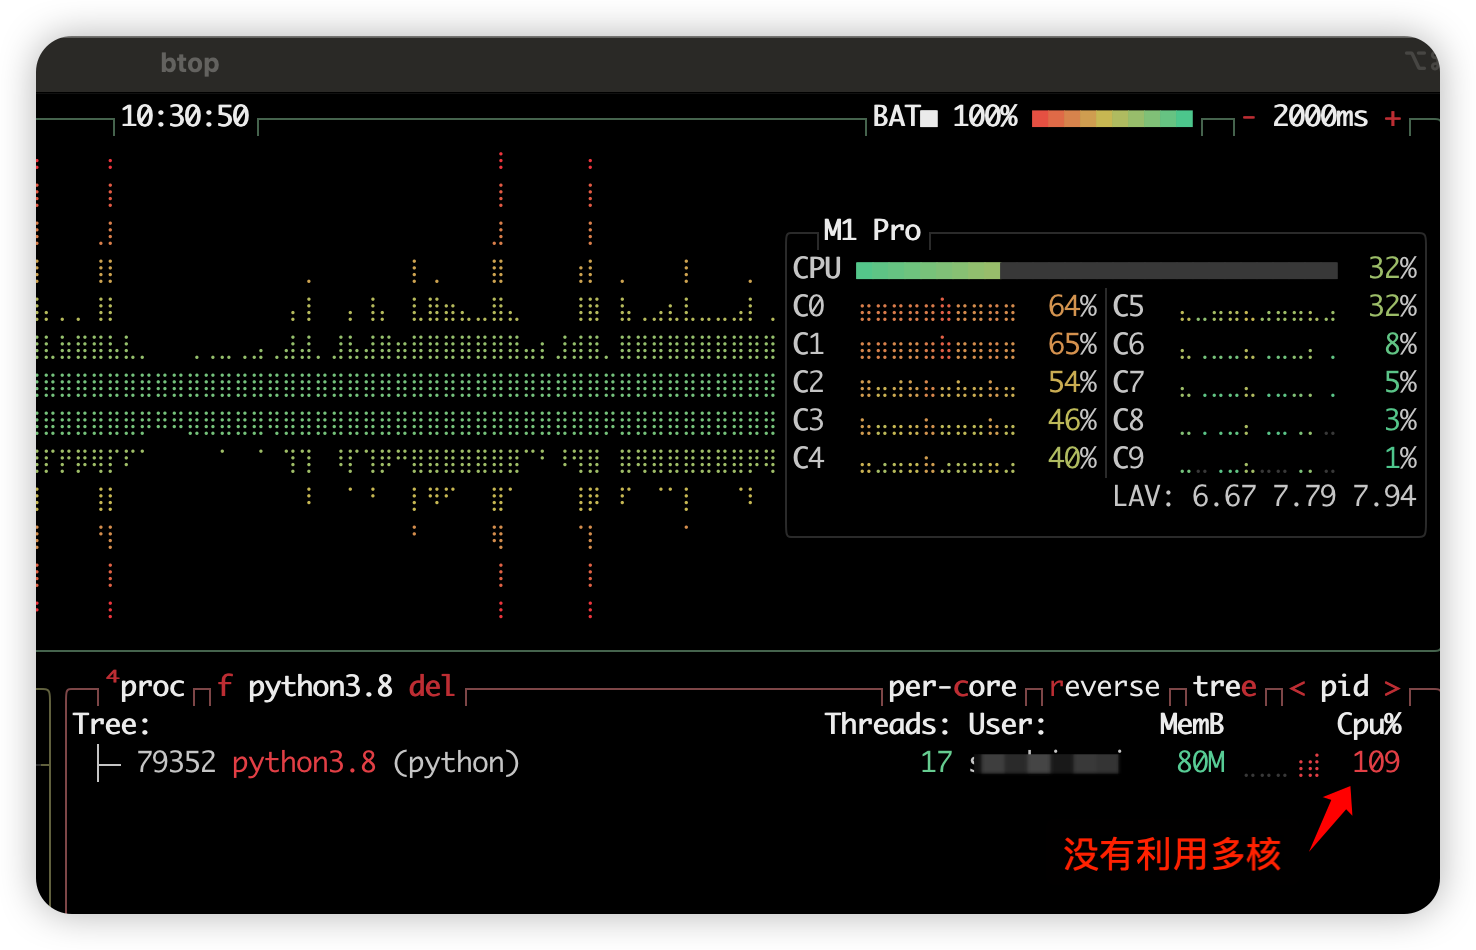 btop
10:30:50 BAT■ 100% - 2000ms +
M1 Pro
CPU 32%
C0 64% C5 32%
C1 65% C6 8%
C2 54% C7 5%
C3 46% C8 3%
C4 40% C9 1%
LAV: 6.67 7.79 7.94
⁴proc f python3.8 del per-core reverse tree < pid >
Tree: Threads: User: MemB Cpu%
79352 python3.8 (python) 17 80M 109
没有利用多核